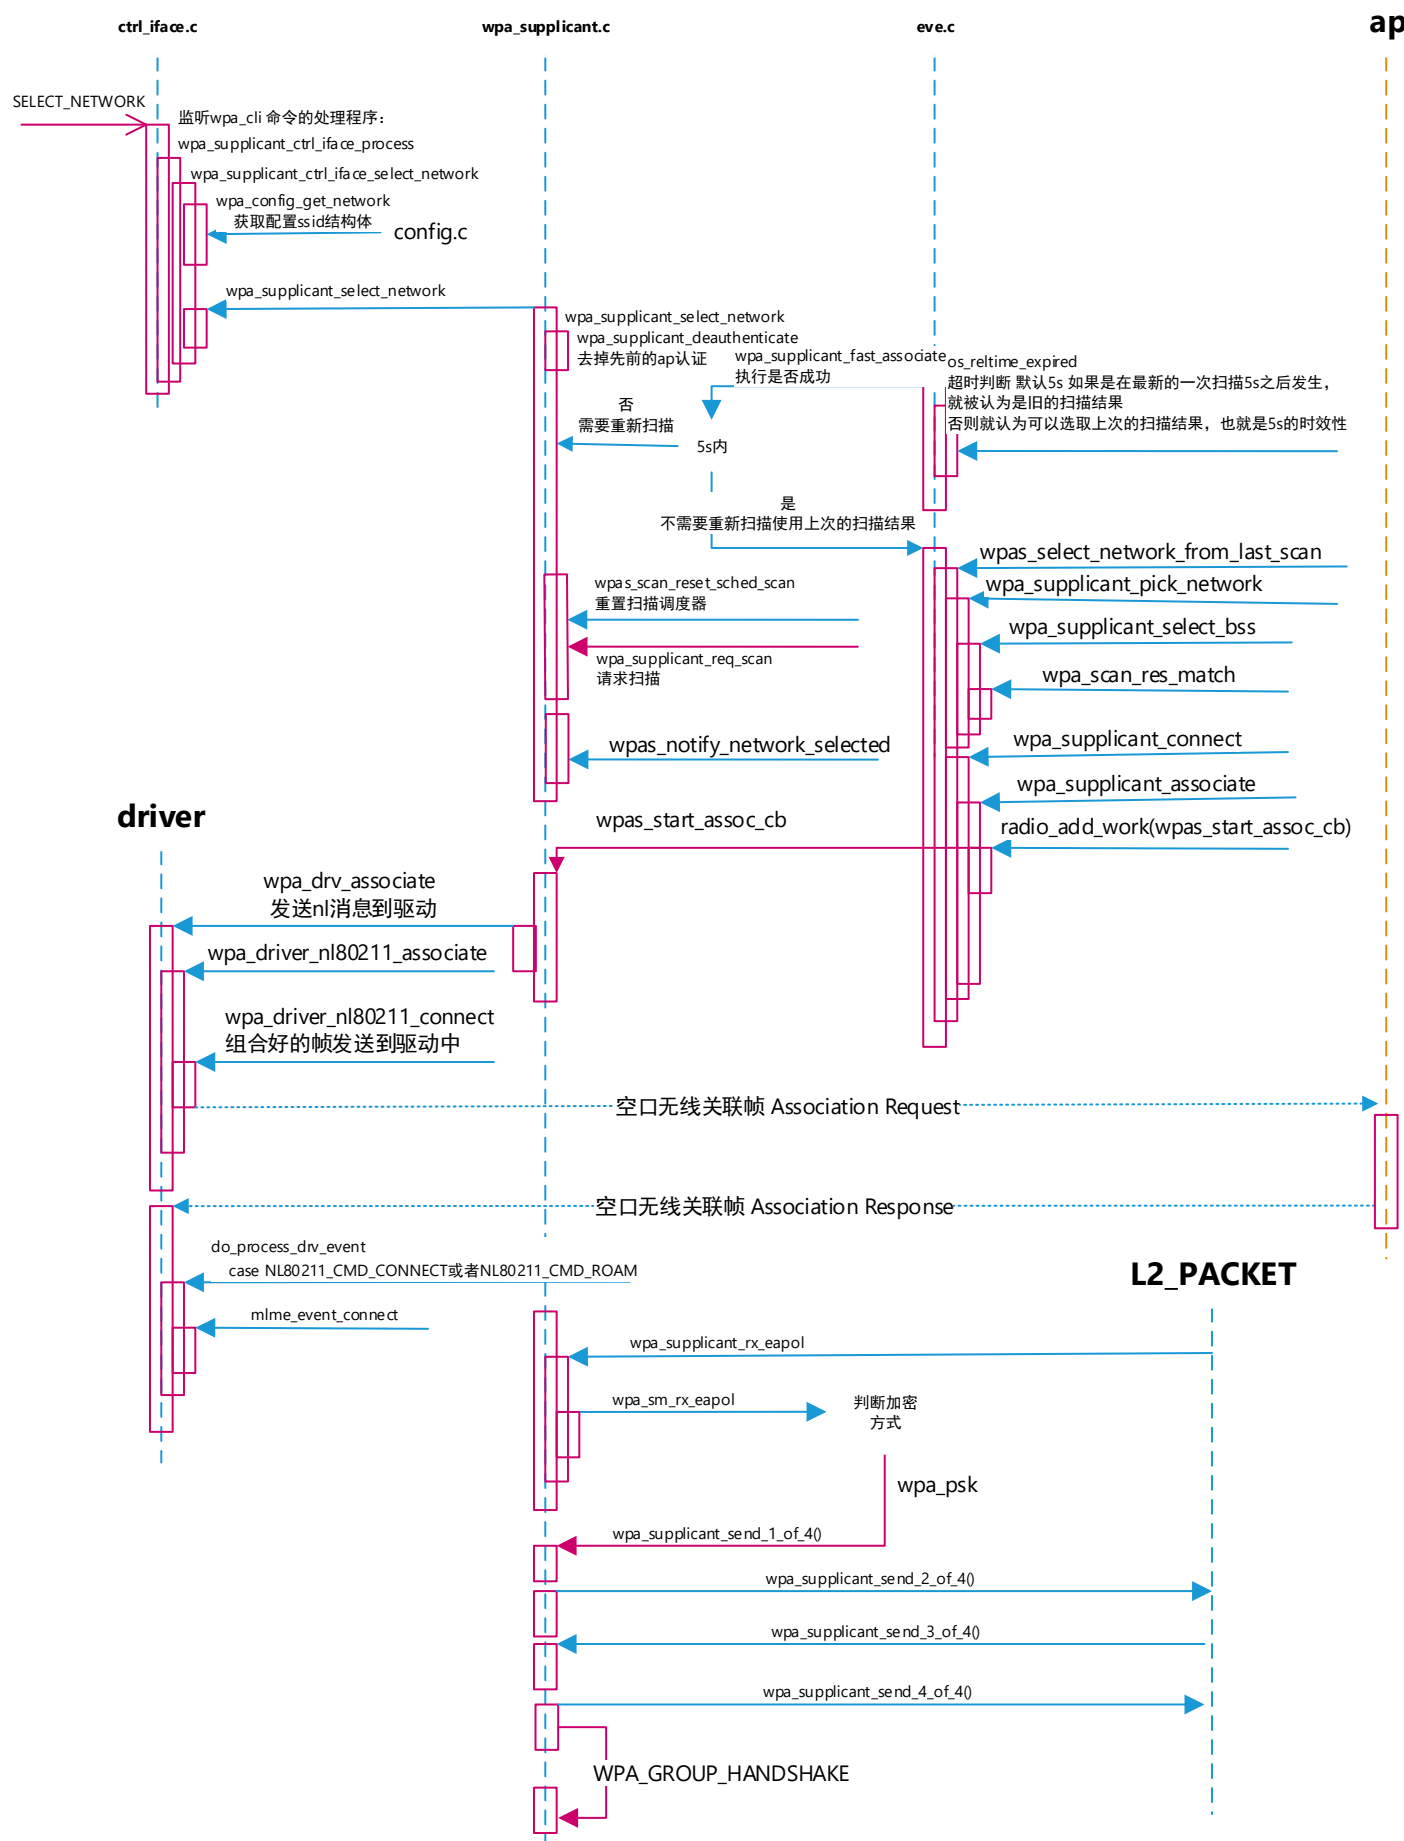 ctrl_iface.c
wpa_supplicant.c
eve.c
ap
SELECT_NETWORK
监听wpa_cli 命令的处理程序：
wpa_supplicant_ctrl_iface_process
wpa_supplicant_ctrl_iface_select_network
wpa_config_get_network
获取配置ssid结构体
config.c
wpa_supplicant_select_network
wpa_supplicant_select_network
wpa_supplicant_deauthenticate
去掉先前的ap认证
wpa_supplicant_fast_associate
执行是否成功
os_reltime_expired
超时判断 默认5s 如果是在最新的一次扫描5s之后发生，
就被认为是旧的扫描结果
否则就认为可以选取上次的扫描结果，也就是5s的时效性
否
需要重新扫描
5s内
是
不需要重新扫描使用上次的扫描结果
wpas_select_network_from_last_scan
wpa_supplicant_pick_network
wpas_scan_reset_sched_scan
重置扫描调度器
wpa_supplicant_select_bss
wpa_supplicant_req_scan
请求扫描
wpa_scan_res_match
wpas_notify_network_selected
wpa_supplicant_connect
wpa_supplicant_associate
driver
wpas_start_assoc_cb
radio_add_work(wpas_start_assoc_cb)
wpa_drv_associate
发送nl消息到驱动
wpa_driver_nl80211_associate
wpa_driver_nl80211_connect
组合好的帧发送到驱动中
空口无线关联帧 Association Request
空口无线关联帧 Association Response
do_process_drv_event
case NL80211_CMD_CONNECT或者NL80211_CMD_ROAM
L2_PACKET
mlme_event_connect
wpa_supplicant_rx_eapol
wpa_sm_rx_eapol
判断加密
方式
wpa_psk
wpa_supplicant_send_1_of_4()
wpa_supplicant_send_2_of_4()
wpa_supplicant_send_3_of_4()
wpa_supplicant_send_4_of_4()
WPA_GROUP_HANDSHAKE